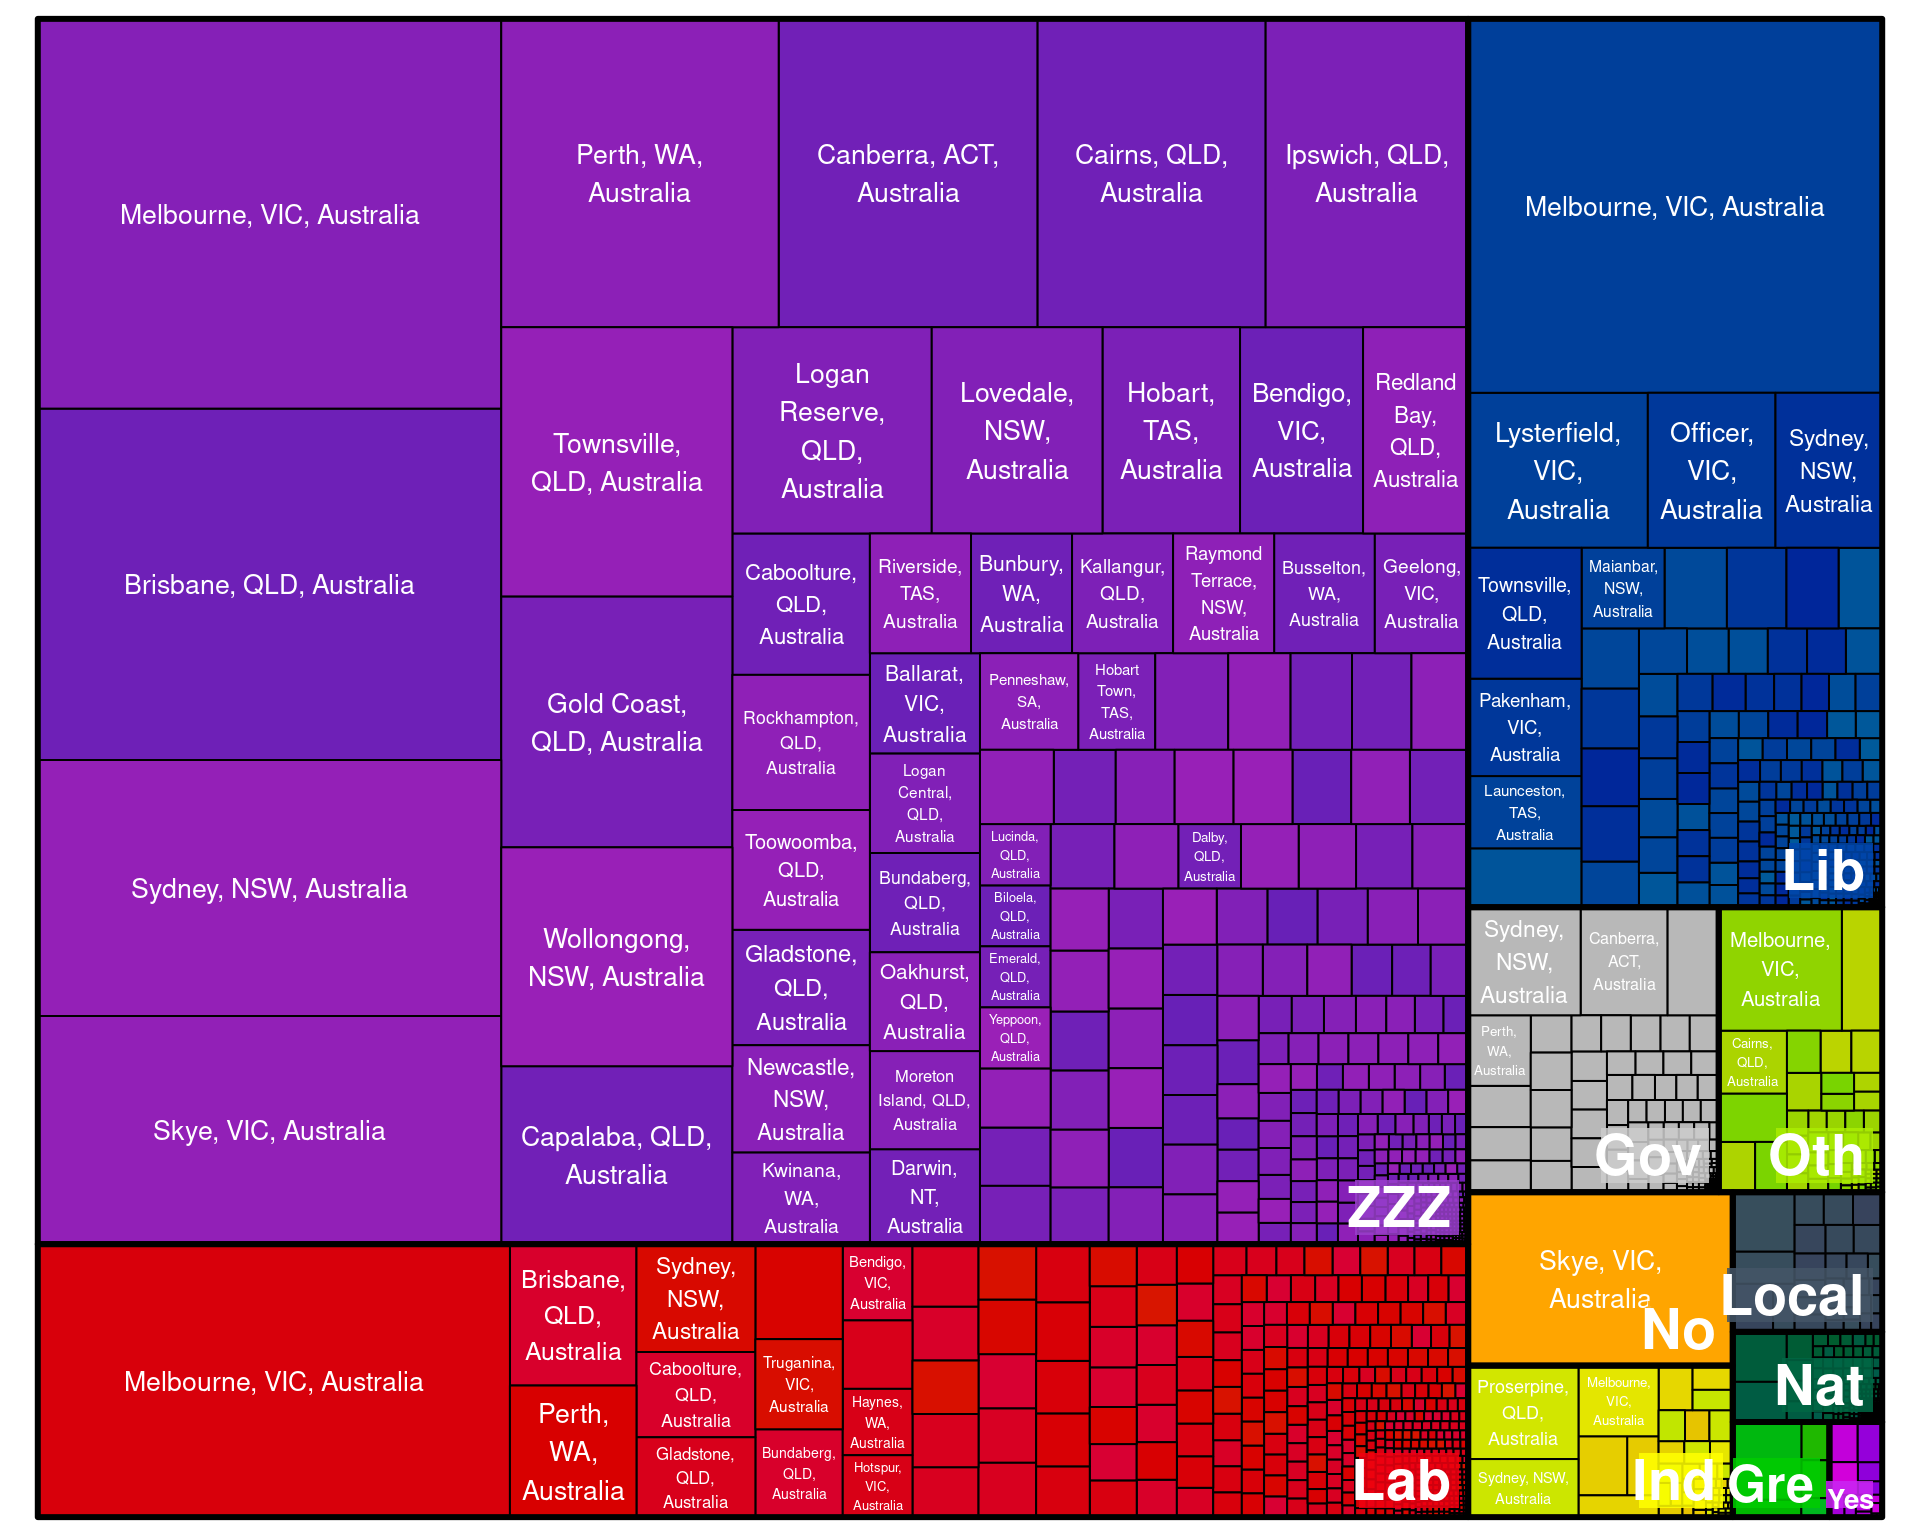 Melbourne, VIC, Australia
Brisbane, QLD, Australia
Sydney, NSW, Australia
Skye, VIC, Australia
Perth, WA,
Australia
Canberra, ACT,
Australia
Cairns, QLD,
Australia
Ipswich, QLD,
Australia
Townsville,
QLD, Australia
Gold Coast,
QLD, Australia
Wollongong,
NSW, Australia
Capalaba, QLD,
Australia
Logan
Reserve,
QLD,
Australia
Lovedale,
NSW,
Australia
Hobart,
TAS,
Australia
Bendigo,
VIC,
Australia
Redland
Bay,
QLD,
Australia
Caboolture,
QLD,
Australia
Rockhampton,
QLD,
Australia
Toowoomba,
QLD,
Australia
Gladstone,
QLD,
Australia
Newcastle,
NSW,
Australia
Kwinana,
WA,
Australia
Riverside,
TAS,
Australia
Bunbury,
WA,
Australia
Kallangur,
QLD,
Australia
Raymond
Terrace,
NSW,
Australia
Busselton,
WA,
Australia
Geelong,
VIC,
Australia
Ballarat,
VIC,
Australia
Logan
Central,
QLD,
Australia
Bundaberg,
QLD,
Australia
Oakhurst,
QLD,
Australia
Moreton
Island, QLD,
Australia
Darwin,
NT,
Australia
Penneshaw,
SA,
Australia
Hobart
Town,
TAS,
Australia
Lucinda,
QLD,
Australia
Biloela,
QLD,
Australia
Emerald,
QLD,
Australia
Yeppoon,
QLD,
Australia
Dalby,
QLD,
Australia
ZZZ
Melbourne, VIC, Australia
Brisbane,
QLD,
Australia
Perth,
WA,
Australia
Sydney,
NSW,
Australia
Caboolture,
QLD,
Australia
Gladstone,
QLD,
Australia
Truganina,
VIC,
Australia
Bundaberg,
QLD,
Australia
Bendigo,
VIC,
Australia
Haynes,
WA,
Australia
Hotspur,
VIC,
Australia
Lab
Melbourne, VIC, Australia
Lysterfield,
VIC,
Australia
Officer,
VIC,
Australia
Sydney,
NSW,
Australia
Townsville,
QLD,
Australia
Maianbar,
NSW,
Australia
Pakenham,
VIC,
Australia
Launceston,
TAS,
Australia
Lib
Sydney,
NSW,
Australia
Canberra,
ACT,
Australia
Perth,
WA,
Australia
Gov
Melbourne,
VIC,
Australia
Cairns,
QLD,
Australia
Oth
Skye, VIC,
Australia
No
Local
Nat
Proserpine,
QLD,
Australia
Melbourne,
VIC,
Australia
Sydney, NSW,
Australia
Ind
Gre
Yes